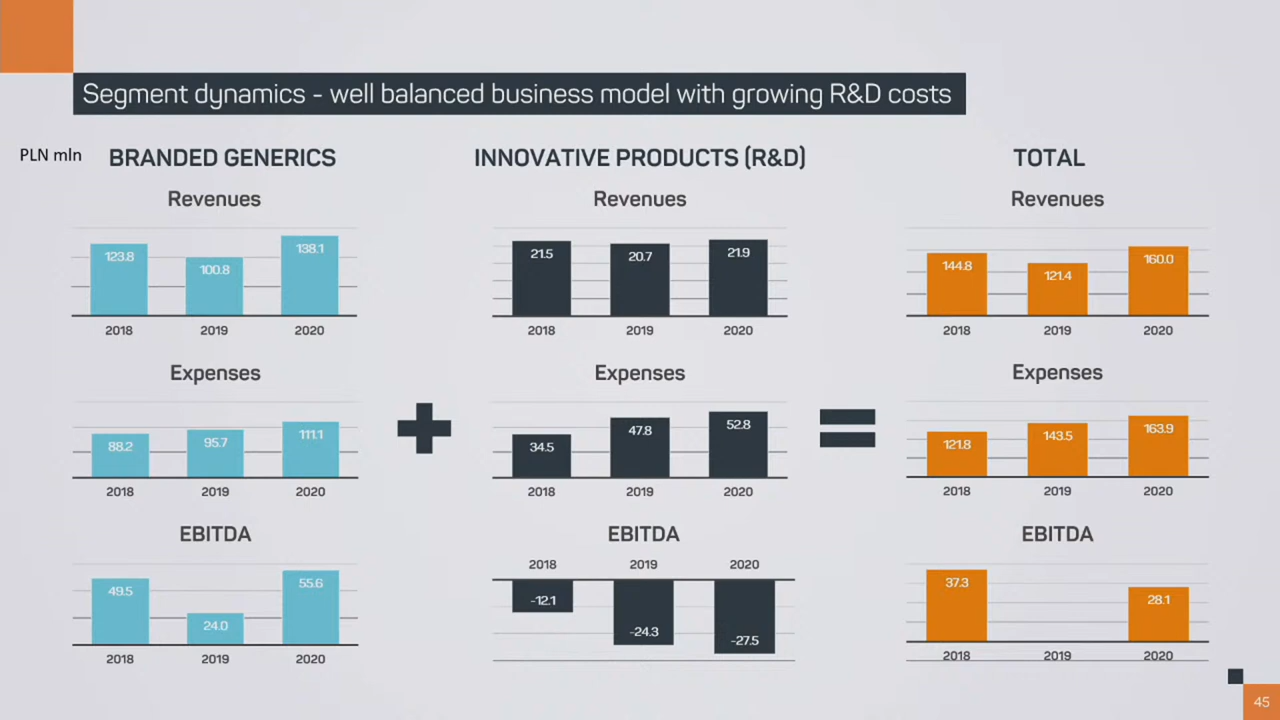 Segment dynamics - well balanced business model with growing R&D costs
PLN mln
BRANDED GENERICS
INNOVATIVE PRODUCTS (R&D)
TOTAL
Revenues
Revenues
Revenues
123.8
100.8
138.1
21.5
20.7
21.9
144.8
121.4
160.0
2018 2019 2020
2018 2019 2020
2018 2019 2020
Expenses
Expenses
Expenses
88.2
95.7
111.1
34.5
47.8
52.8
121.8
143.5
163.9
2018 2019 2020
2018 2019 2020
2018 2019 2020
EBITDA
EBITDA
EBITDA
49.5
24.0
55.6
2018 2019 2020
2018 2019 2020
-12.1
-24.3
-27.5
37.3
28.1
2018 2019 2020
45